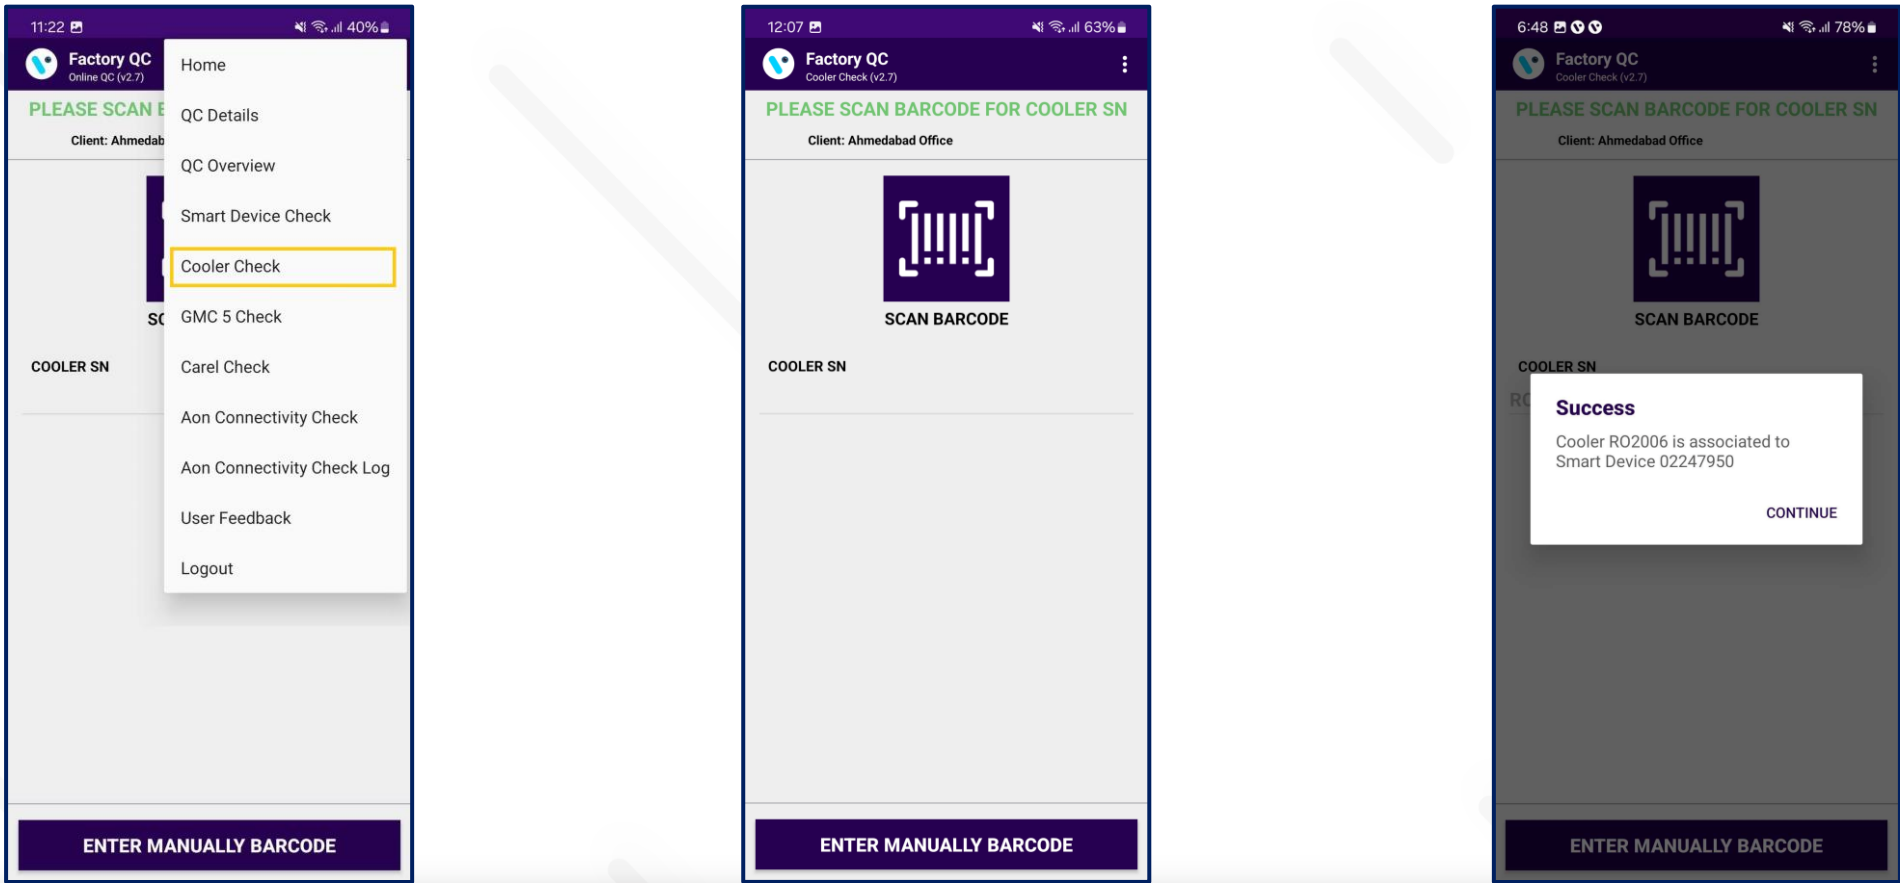 11:22
40%
Factory QC
Online QC (v2.7)
PLEASE SCAN B
Client: Ahmedab
SC
COOLER SN
Home
QC Details
QC Overview
Smart Device Check
Cooler Check
GMC 5 Check
Carel Check
Aon Connectivity Check
Aon Connectivity Check Log
User Feedback
Logout
ENTER MANUALLY BARCODE
12:07
63%
Factory QC
Cooler Check (v2.7)
PLEASE SCAN BARCODE FOR COOLER SN
Client: Ahmedabad Office
SCAN BARCODE
COOLER SN
ENTER MANUALLY BARCODE
6:48
78%
Factory QC
Cooler Check (v2.7)
PLEASE SCAN BARCODE FOR COOLER SN
Client: Ahmedabad Office
SCAN BARCODE
COOLER SN
RO
Success
Cooler RO2006 is associated to
Smart Device 02247950
CONTINUE
ENTER MANUALLY BARCODE